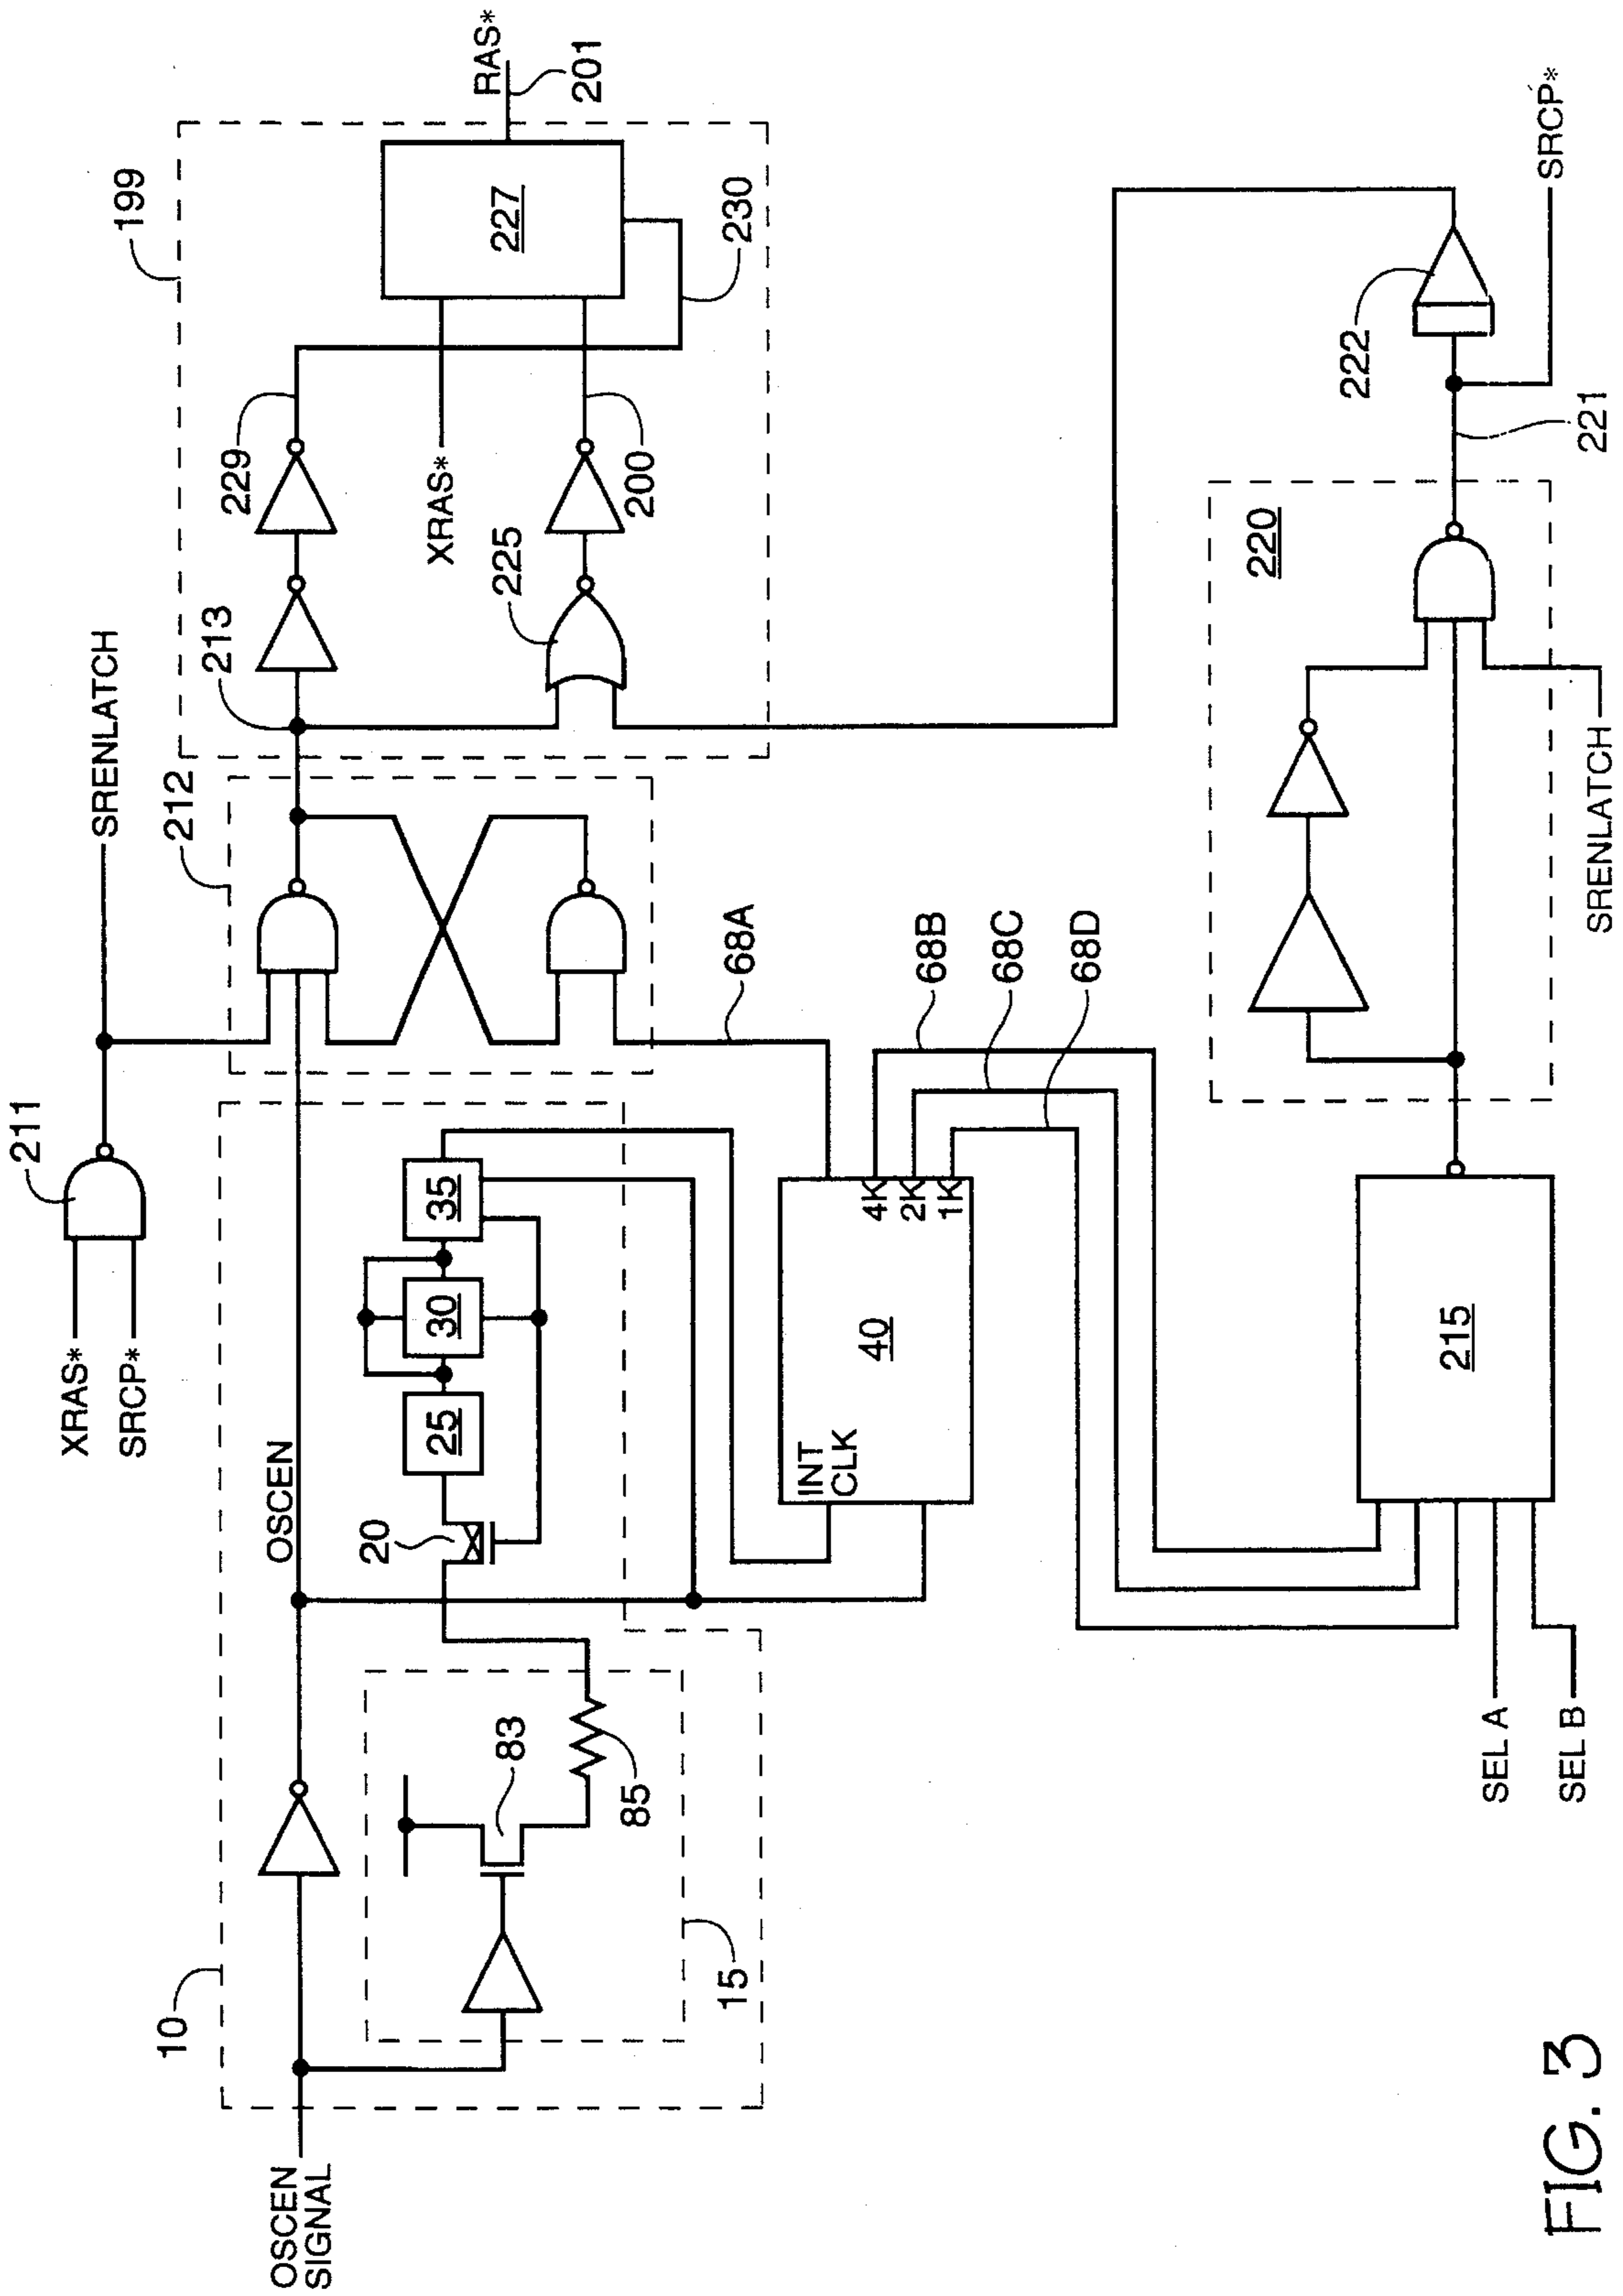 199
RAS*
201
227
230
229
XRAS*
200
225
213
SRENLATCH
212
211
XRAS*
SRCP*
68A
68B
68C
68D
10
OSCEN
20
25
30
35
OSCEN
SIGNAL
83
85
15
INT
CLK
40
4K
2K
1K
215
SEL A
SEL B
220
SRENLATCH
221
222
SRCP*
FIG. 3